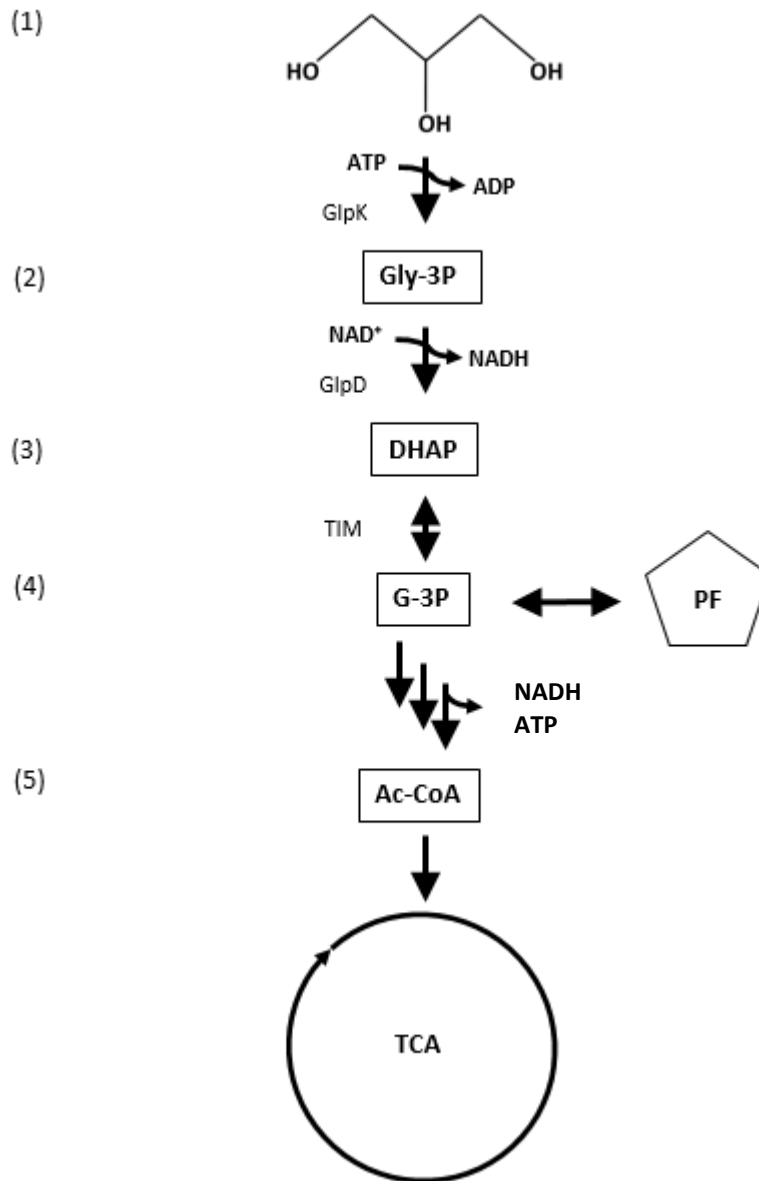 (1)
HO
OH
OH
ATP
ADP
GlpK
(2)
Gly-3P
NAD⁺
NADH
GlpD
(3)
DHAP
TIM
(4)
G-3P
PF
NADH
ATP
(5)
Ac-CoA
TCA